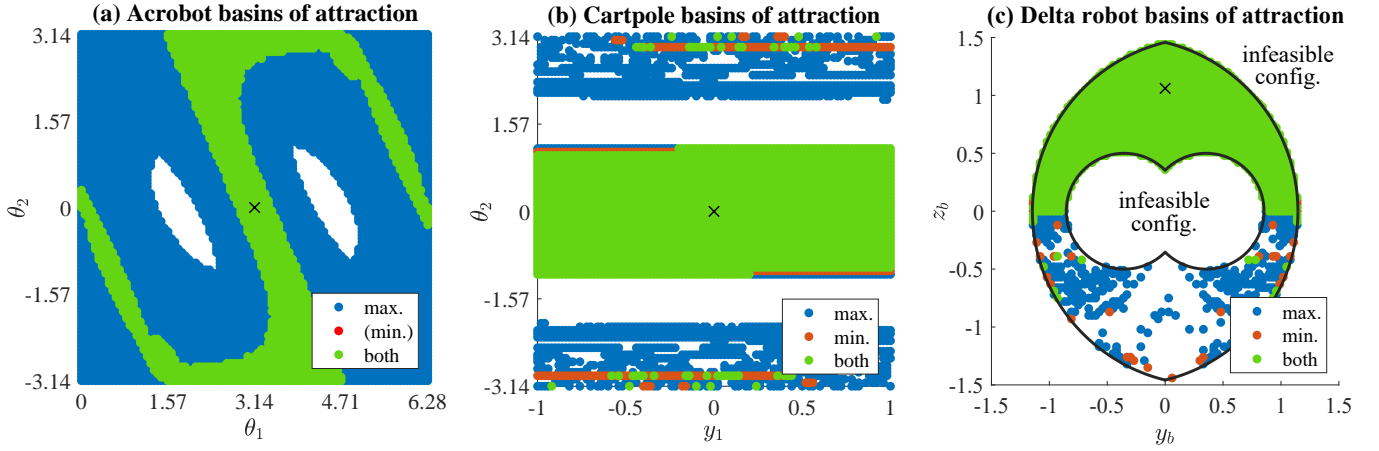 (a) Acrobot basins of attraction
3.14
1.57
0
-1.57
-3.14
θ2
0
1.57
3.14
4.71
6.28
θ1
max.
(min.)
both
(b) Cartpole basins of attraction
3.14
1.57
0
-1.57
-3.14
θ2
-1
-0.5
0
0.5
1
y1
max.
min.
both
(c) Delta robot basins of attraction
1.5
1
0.5
0
-0.5
-1
-1.5
zb
-1.5
-1
-0.5
0
0.5
1
1.5
yb
infeasible
config.
infeasible
config.
max.
min.
both